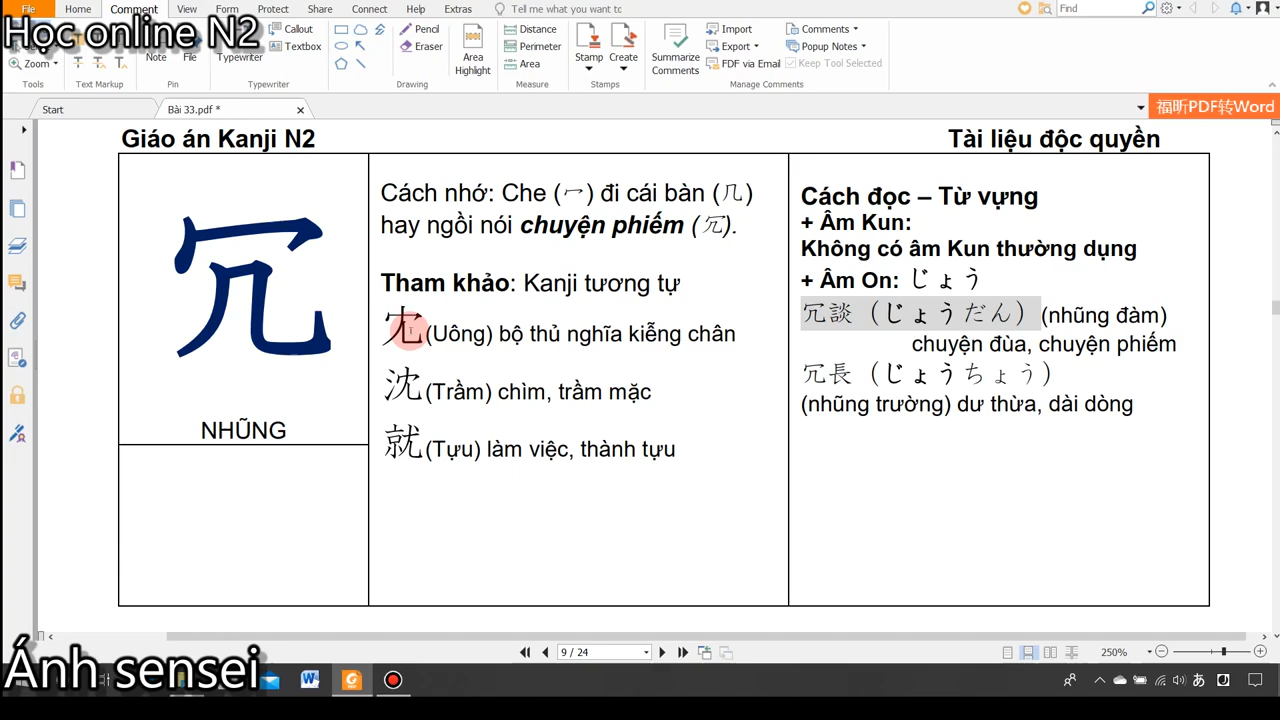 File Home Comment View Form Protect Share Connect Help Extras Tell me what you want tc Find
Học online N2
Callout Pencil Distance Import Comments
Textbox Eraser Perimeter Export Popup Notes
Zoom Typewriter Note File Area Highlight Area Stamp Create Summarize Comments FDF via Email Keep Tool Selected
Tools Text Markup Pin Typewriter Drawing Measure Stamps Manage Comments
Start Bài 33.pdf * 福昕PDF转Word
Giáo án Kanji N2 Tài liệu độc quyền
冗
NHŨNG
Cách nhớ: Che (冖) đi cái bàn (几)
hay ngồi nói chuyện phiếm (冗).
Tham khảo: Kanji tương tự
冘(Uông) bộ thủ nghĩa kiễng chân
沈(Trầm) chìm, trầm mặc
就(Tựu) làm việc, thành tựu
Cách đọc – Từ vựng
+ Âm Kun:
Không có âm Kun thường dụng
+ Âm On: じょう
冗談（じょうだん）(nhũng đàm)
chuyện đùa, chuyện phiếm
冗長（じょうちょう）
(nhũng trường) dư thừa, dài dòng
9 / 24 250%
Ánh sensei
あ